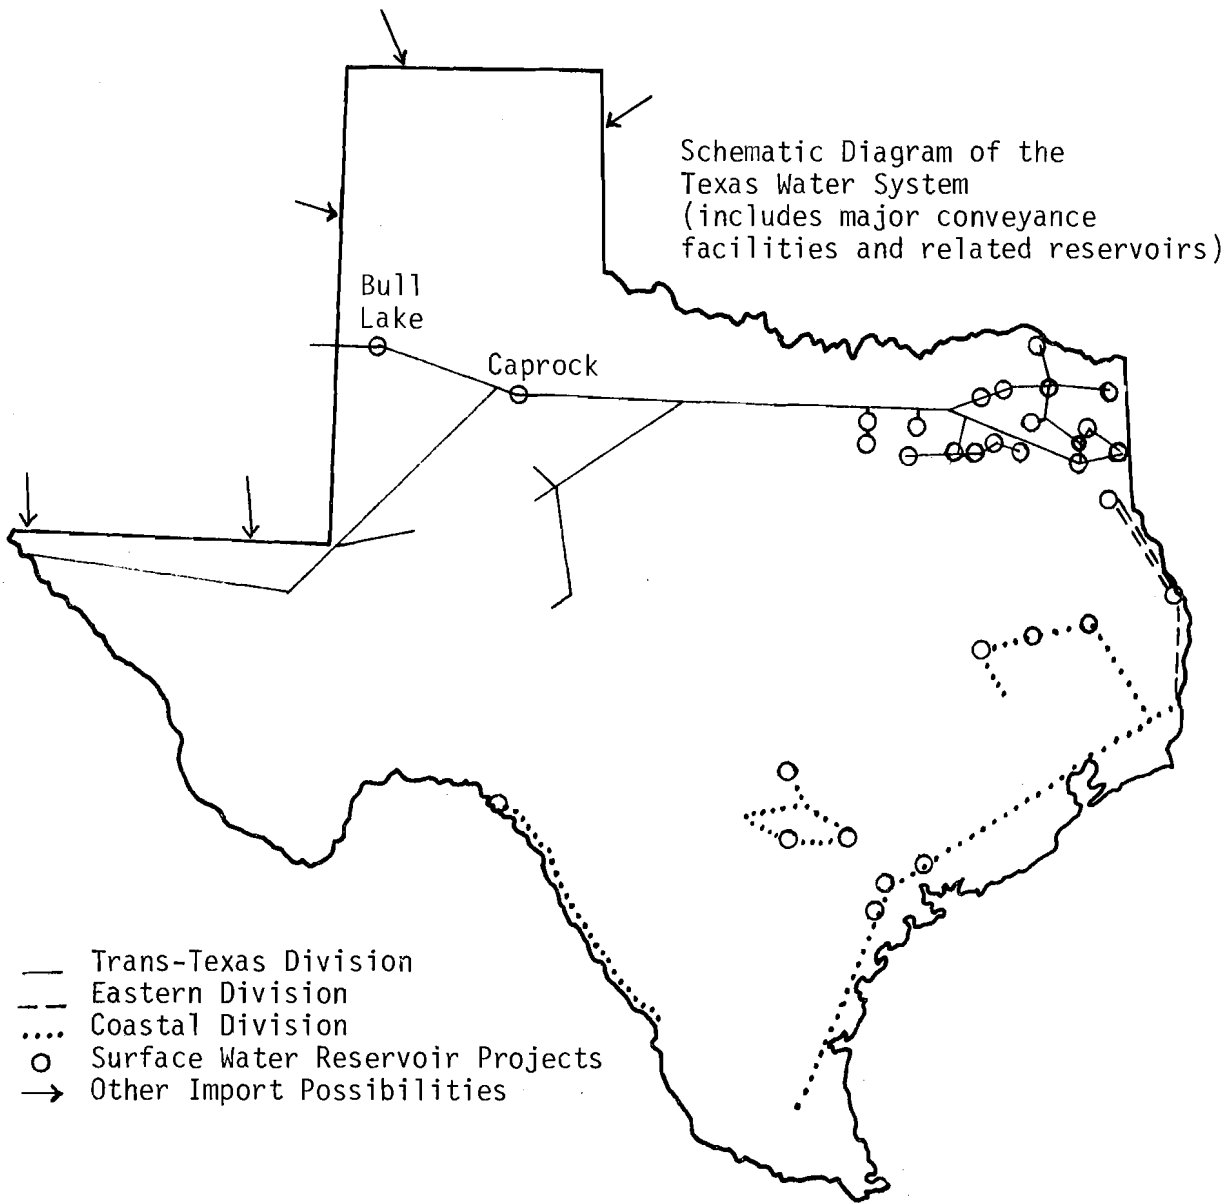 Schematic Diagram of the
Texas Water System
(includes major conveyance
facilities and related reservoirs)
Bull
Lake
Caprock
Trans-Texas Division
Eastern Division
Coastal Division
Surface Water Reservoir Projects
Other Import Possibilities